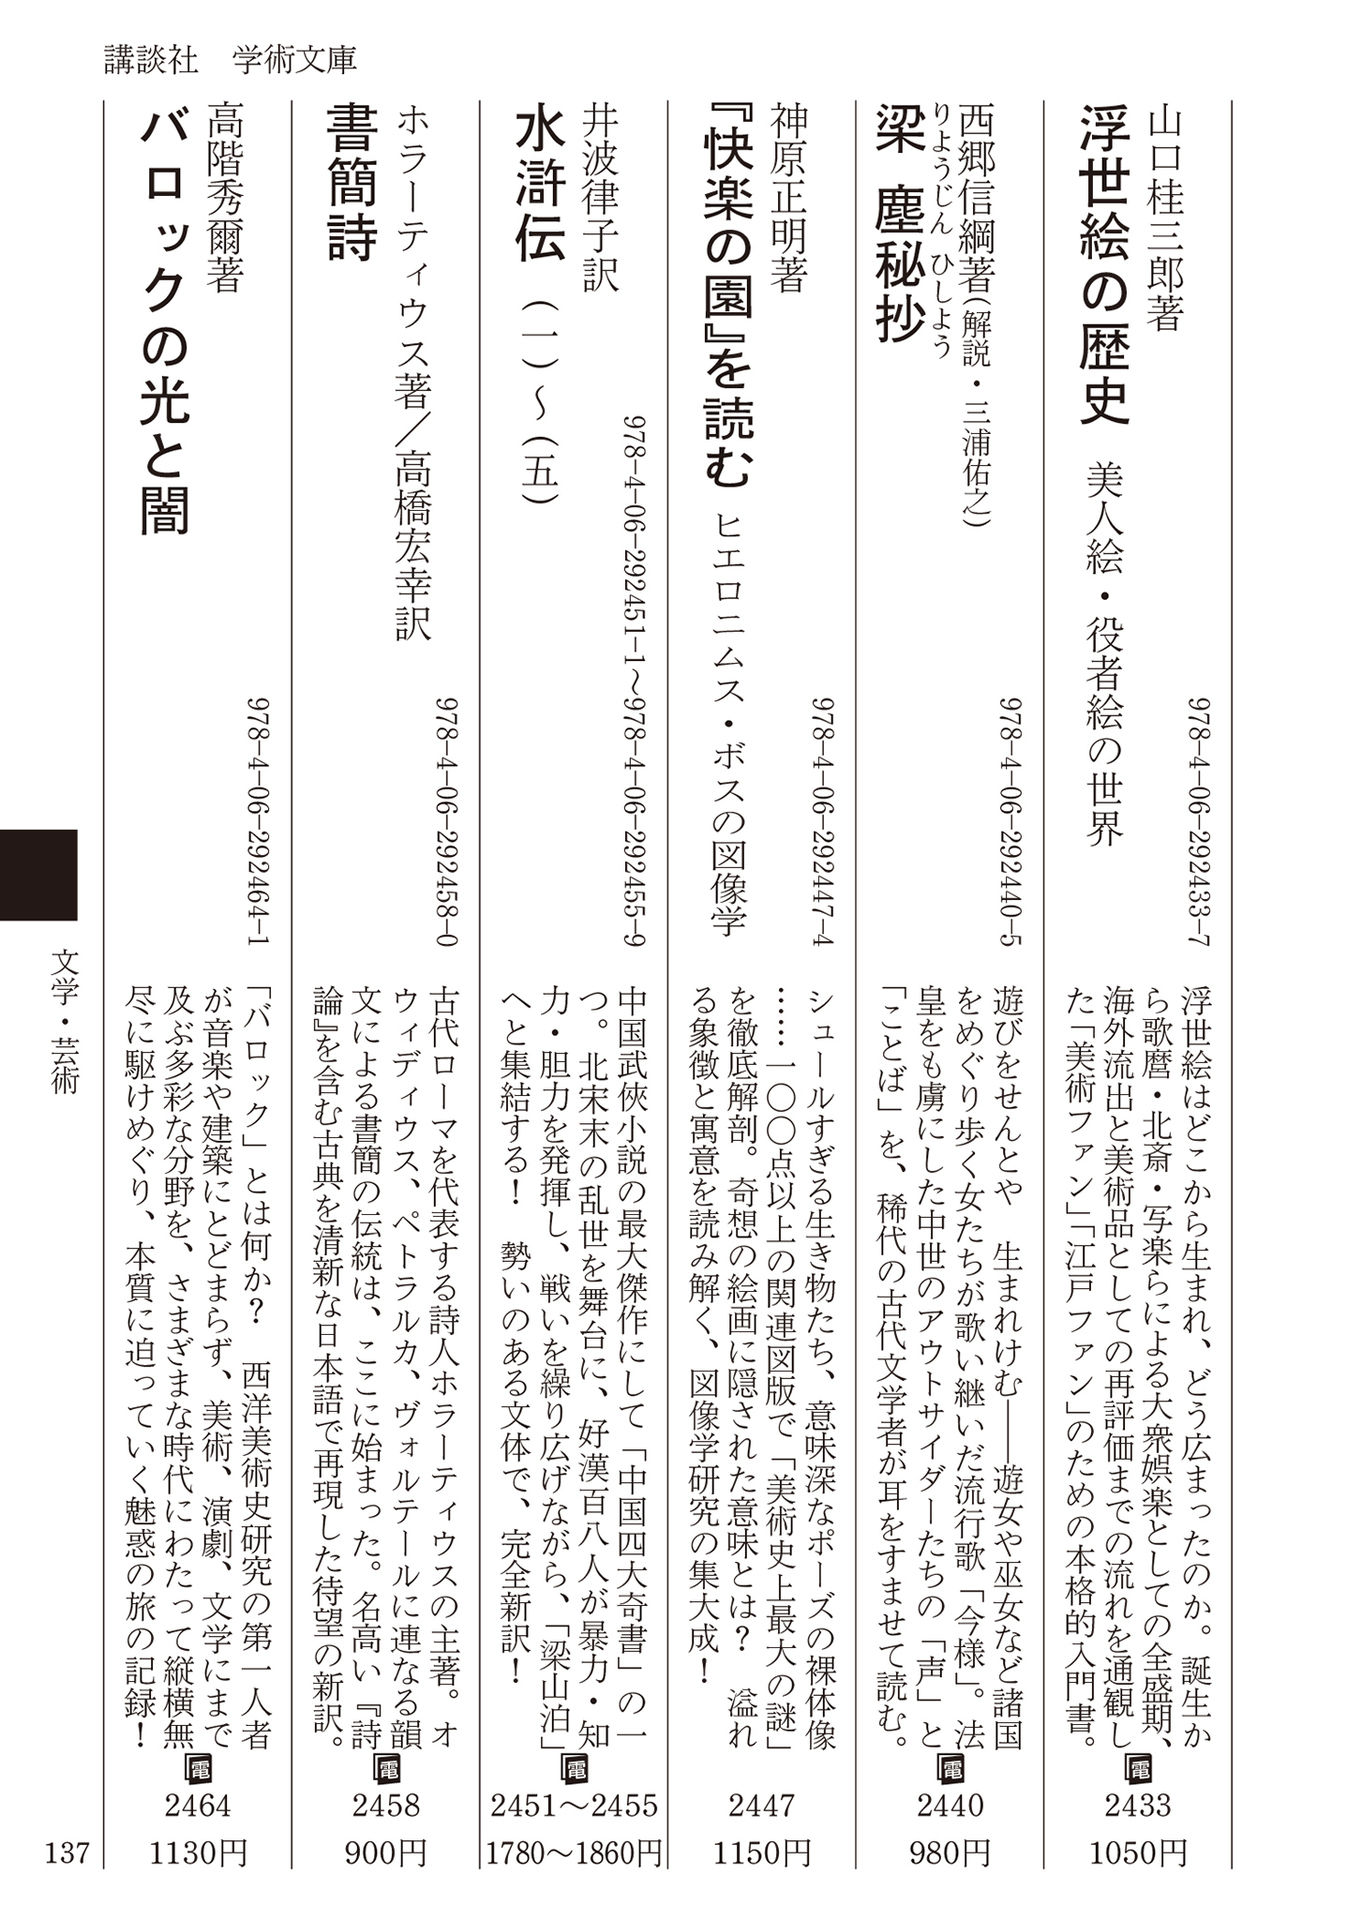 講談社　学術文庫
山口桂三郎著
浮世絵の歴史　美人絵・役者絵の世界
978-4-06-292433-7
浮世絵はどこから生まれ、どう広まったのか。誕生か
ら歌麿・北斎・写楽らによる大衆娯楽としての全盛期、
海外流出と美術品としての再評価までの流れを通観し
た「美術ファン」「江戸ファン」のための本格的入門書。
電
2433
1050円
西郷信綱著(解説・三浦佑之)
りようじん ひしよう
梁塵秘抄
978-4-06-292440-5
遊びをせんとや　生まれけむ――遊女や巫女など諸国
をめぐり歩く女たちが歌い継いだ流行歌「今様」。法
皇をも虜にした中世のアウトサイダーたちの「声」と
「ことば」を、稀代の古代文学者が耳をすませて読む。
電
2440
980円
神原正明著
『快楽の園』を読む　ヒエロニムス・ボスの図像学
978-4-06-292447-4
シュールすぎる生き物たち、意味深なポーズの裸体像
……一〇〇点以上の関連図版で「美術史上最大の謎」
を徹底解剖。奇想の絵画に隠された意味とは？　溢れ
る象徴と寓意を読み解く、図像学研究の集大成！
2447
1150円
井波律子訳
水滸伝　(一)〜(五)
978-4-06-292451-1〜978-4-06-292455-9
中国武俠小説の最大傑作にして「中国四大奇書」の一
つ。北宋末の乱世を舞台に、好漢百八人が暴力・知
力・胆力を発揮し、戦いを繰り広げながら、「梁山泊」
へと集結する！　勢いのある文体で、完全新訳！
電
2451〜2455
1780〜1860円
ホラーティウス著／高橋宏幸訳
書簡詩
978-4-06-292458-0
古代ローマを代表する詩人ホラーティウスの主著。オ
ウィディウス、ペトラルカ、ヴォルテールに連なる韻
文による書簡の伝統は、ここに始まった。名高い『詩
論』を含む古典を清新な日本語で再現した待望の新訳。
電
2458
900円
高階秀爾著
バロックの光と闇
978-4-06-292464-1
「バロック」とは何か？　西洋美術史研究の第一人者
が音楽や建築にとどまらず、美術、演劇、文学にまで
及ぶ多彩な分野を、さまざまな時代にわたって縦横無
尽に駆けめぐり、本質に迫っていく魅惑の旅の記録！
電
2464
1130円
文学・芸術
137